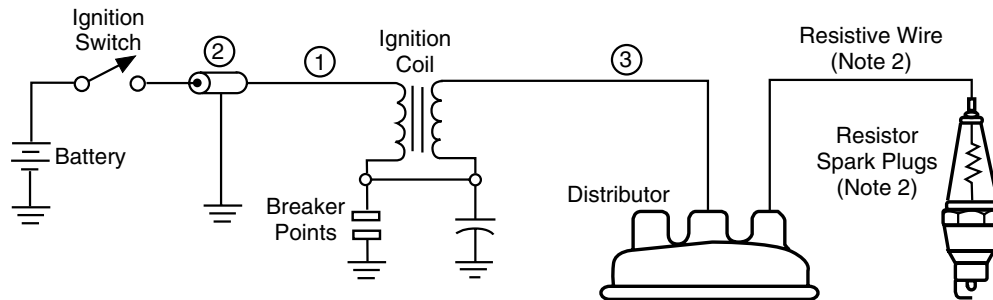 Ignition
Switch
2
1
Ignition
Coil
3
Resistive Wire
(Note 2)
Battery
Resistor
Spark Plugs
(Note 2)
Breaker
Points
Distributor